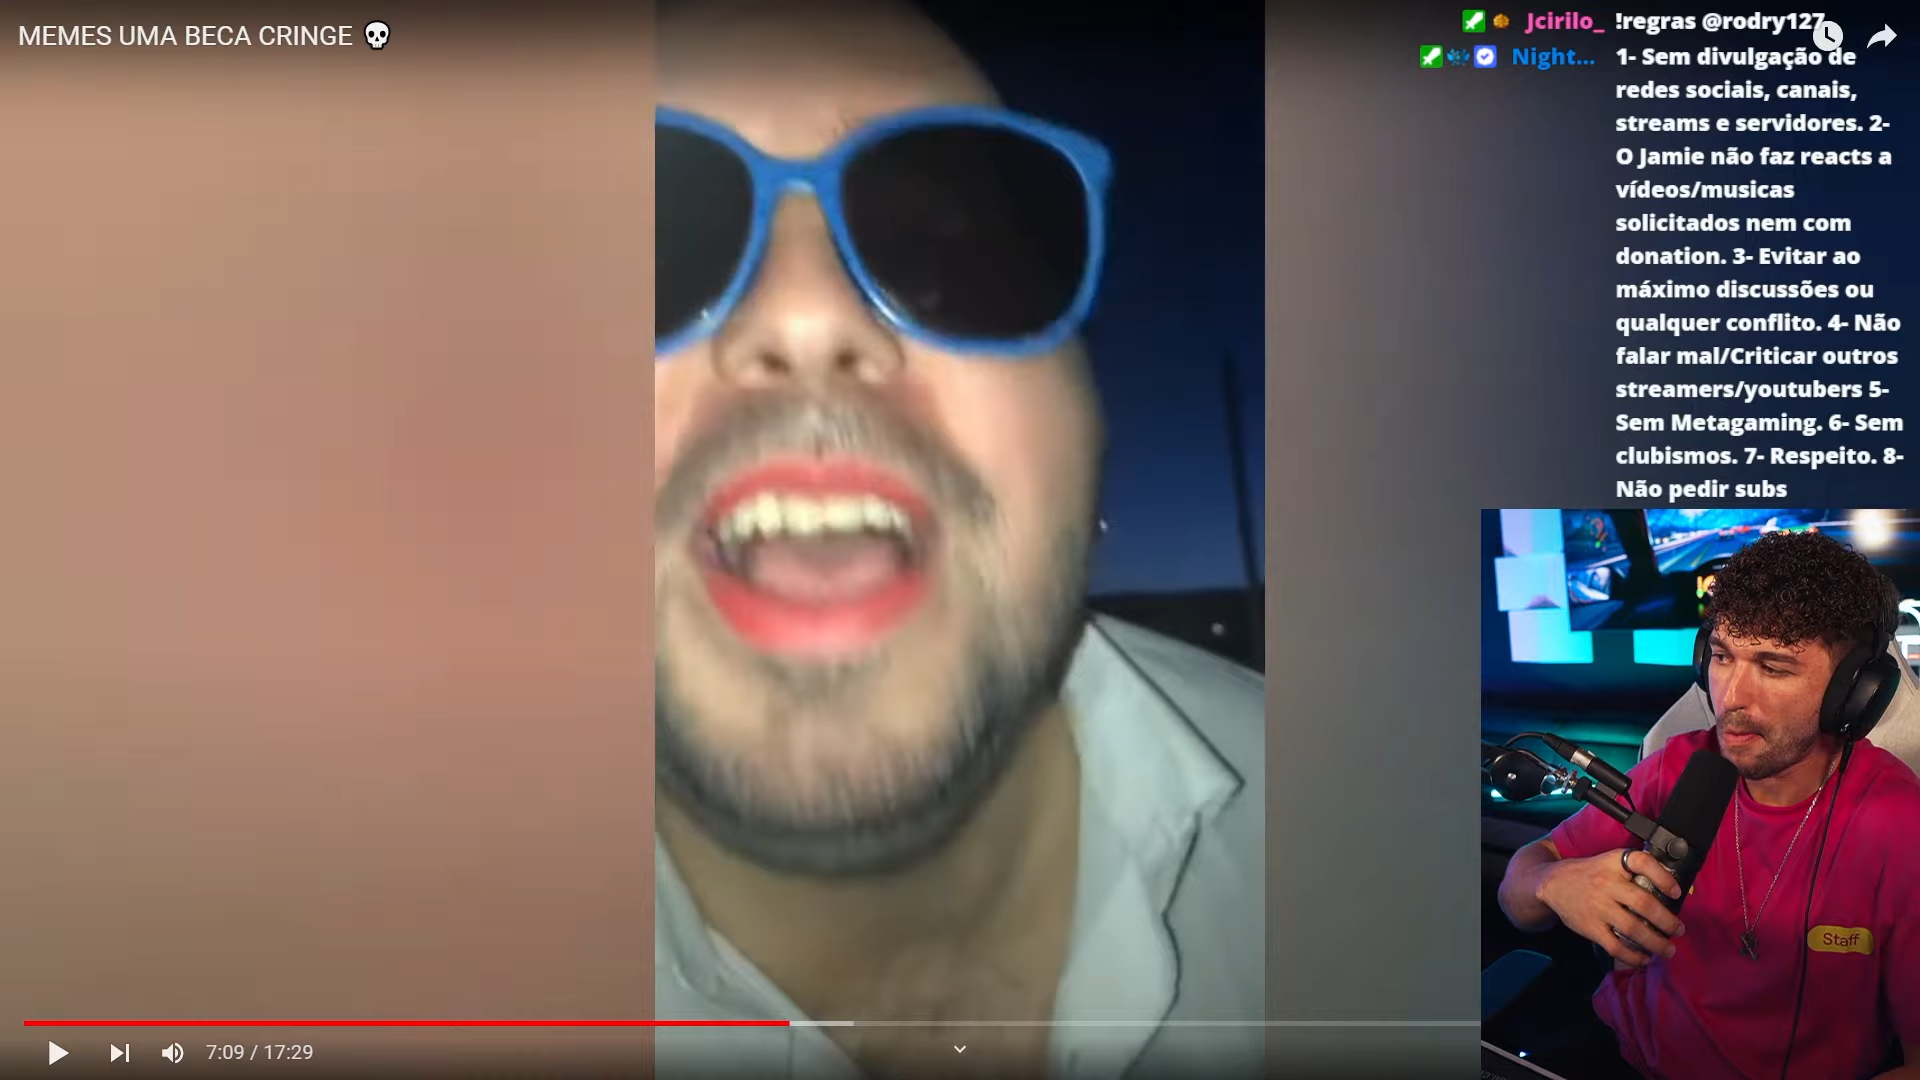 MEMES UMA BECA CRINGE 💀
Jcirilo_ !regras @rodry127
Night... 1- Sem divulgação de
redes sociais, canais,
streams e servidores. 2-
O Jamie não faz reacts a
vídeos/musicas
solicitados nem com
donation. 3- Evitar ao
máximo discussões ou
qualquer conflito. 4- Não
falar mal/Criticar outros
streamers/youtubers 5-
Sem Metagaming. 6- Sem
clubismos. 7- Respeito. 8-
Não pedir subs
Staff
7:09 / 17:29